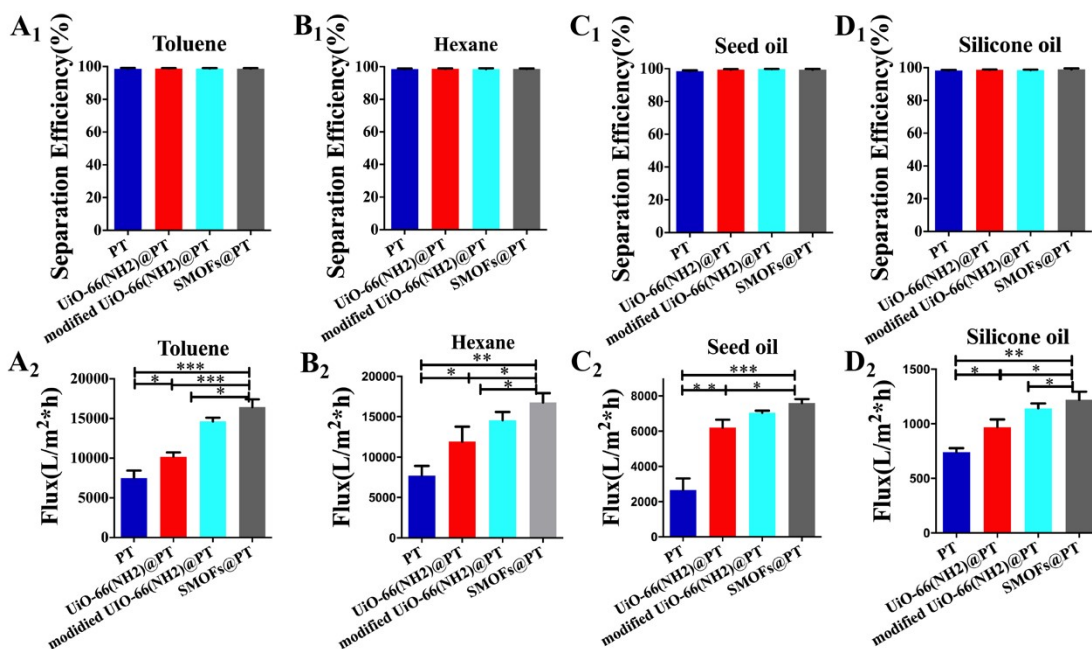 A1
Toluene
Separation Efficiency(%)
100
80
60
40
20
0
PT
UiO-66(NH2)@PT
modified UiO-66(NH2)@PT
SMOFs@PT
B1
Hexane
Separation Efficiency(%)
100
80
60
40
20
0
PT
UiO-66(NH2)@PT
modified UiO-66(NH2)@PT
SMOFs@PT
C1
Seed oil
Separation Efficiency(%)
100
80
60
40
20
0
PT
UiO-66(NH2)@PT
modified UiO-66(NH2)@PT
SMOFs@PT
D1
Silicone oil
Separation Efficiency(%)
100
80
60
40
20
0
PT
UiO-66(NH2)@PT
modified UiO-66(NH2)@PT
SMOFs@PT
A2
Toluene
Flux(L/m²*h)
20000
15000
10000
5000
0
***
* ***
*
PT
UiO-66(NH2)@PT
modidied UIO-66(NH2)@PT
SMOFs@PT
B2
Hexane
Flux(L/m²*h)
20000
15000
10000
5000
0
**
* *
*
PT
UiO-66(NH2)@PT
modified UiO-66(NH2)@PT
SMOFs@PT
C2
Seed oil
Flux(L/m²*h)
8000
6000
4000
2000
0
***
** *
PT
UiO-66(NH2)@PT
modified UiO-66(NH2)@PT
SMOFs@PT
D2
Silicone oil
Flux(L/m²*h)
1500
1000
500
0
**
* *
*
PT
UiO-66(NH2)@PT
modified UiO-66(NH2)@PT
SMOFs@PT